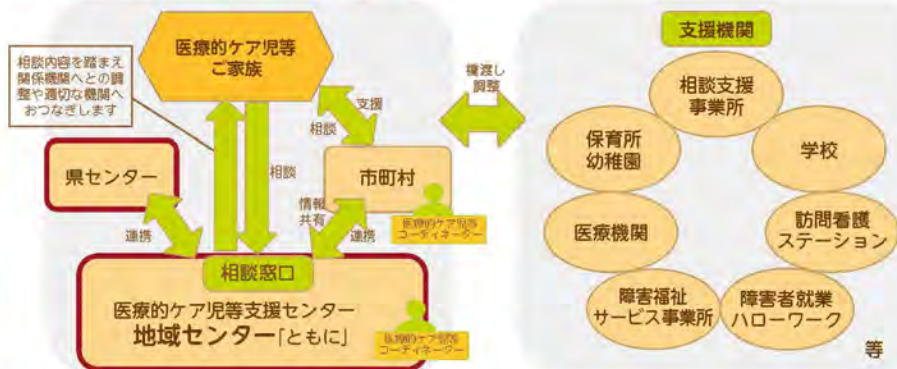 医療的ケア児等
ご家族
相談内容を踏まえ
関係機関へとの調
整や適切な機関へ
おつなぎします
支援
相談
相談
県センター
市町村
医療的ケア児等
コーディネーター
連携
情報
共有
連携
相談窓口
医療的ケア児等支援センター
地域センター「ともに」
医療的ケア児等
コーディネーター
橋渡し
調整
支援機関
相談支援
事業所
保育所
幼稚園
学校
医療機関
訪問看護
ステーション
障害福祉
サービス事業所
障害者就業
ハローワーク
等